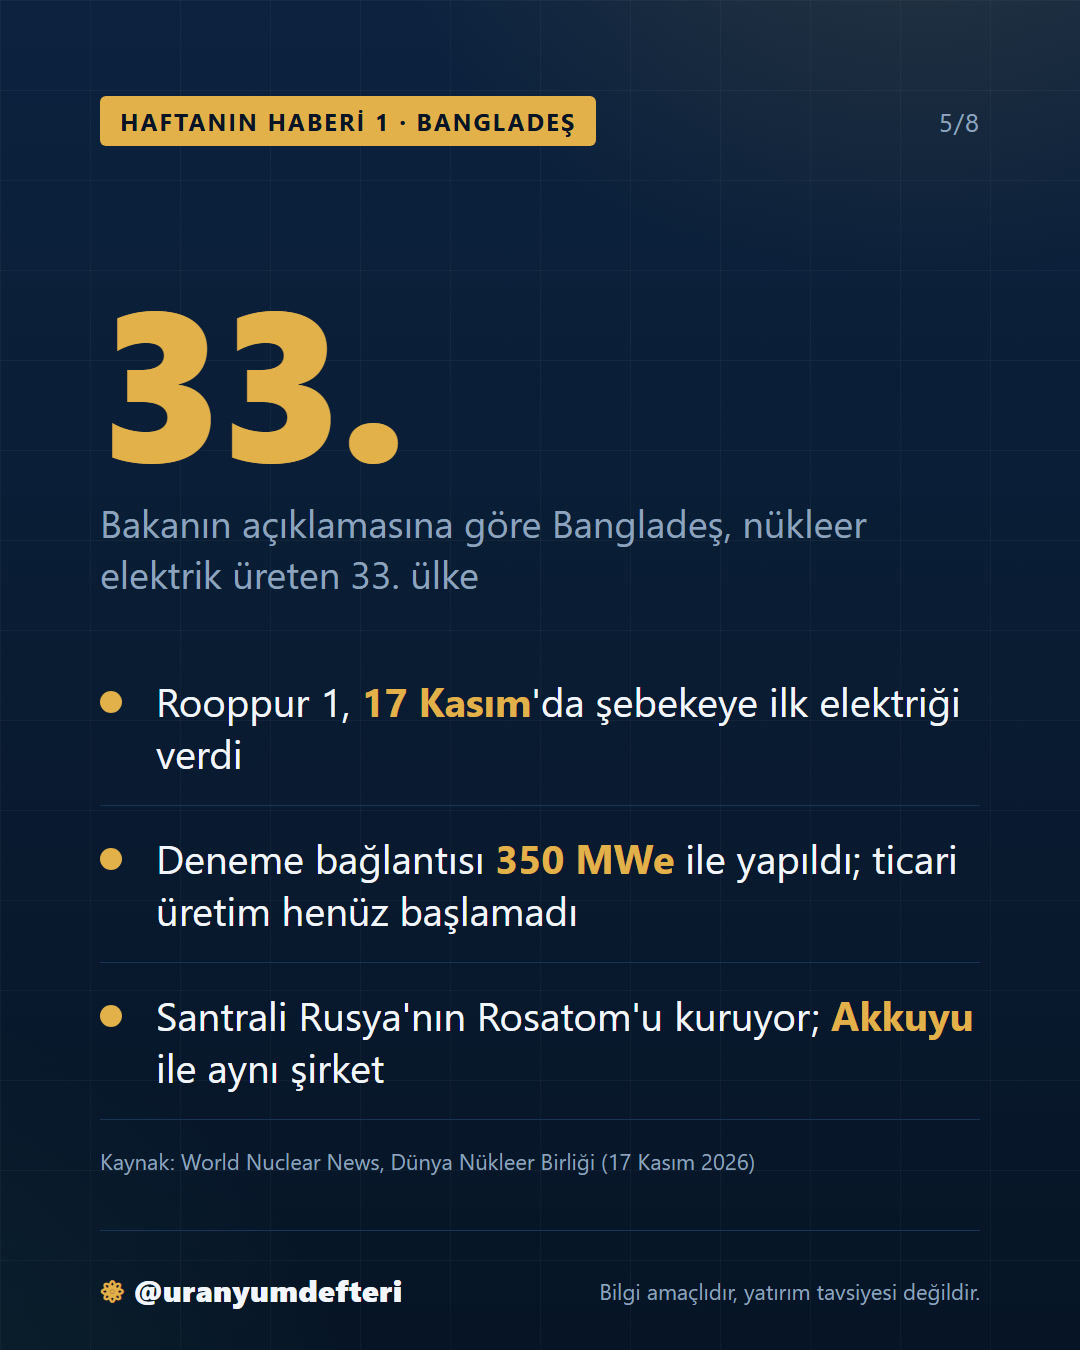 HAFTANIN HABERİ 1 · BANGLADEŞ
5/8
33.
Bakanın açıklamasına göre Bangladeş, nükleer
elektrik üreten 33. ülke
Rooppur 1, 17 Kasım'da şebekeye ilk elektriği
verdi
Deneme bağlantısı 350 MWe ile yapıldı; ticari
üretim henüz başlamadı
Santrali Rusya'nın Rosatom'u kuruyor; Akkuyu
ile aynı şirket
Kaynak: World Nuclear News, Dünya Nükleer Birliği (17 Kasım 2026)
@uranyumdefteri
Bilgi amaçlıdır, yatırım tavsiyesi değildir.